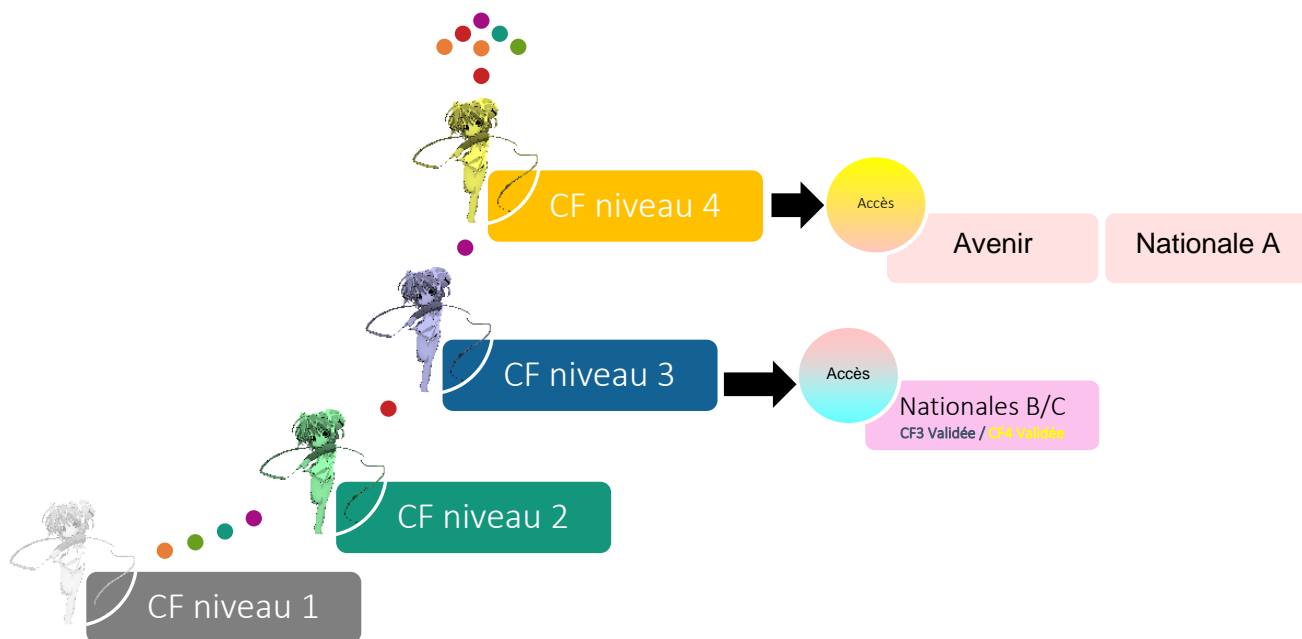 CF niveau 4
Accès
Avenir
Nationale A
CF niveau 3
Accès
Nationales B/C
CF3 Validée / CF4 Validée
CF niveau 2
CF niveau 1